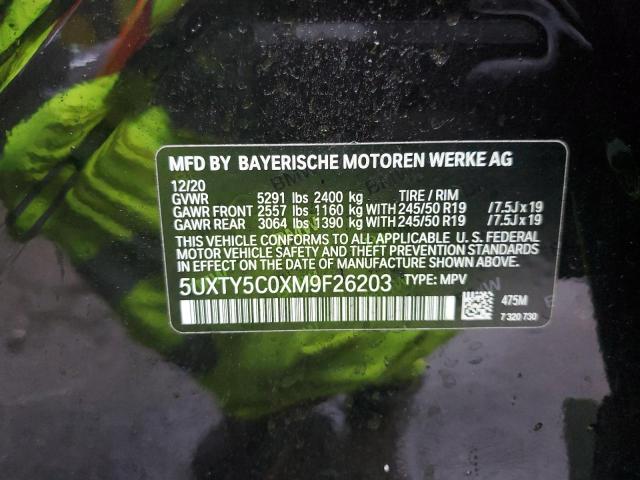 MFD BY BAYERISCHE MOTOREN WERKE AG
12/20
GVWR 5291 lbs 2400 kg TIRE / RIM
GAWR FRONT 2557 lbs 1160 kg WITH 245/50 R19 /7.5J x 19
GAWR REAR 3064 lbs 1390 kg WITH 245/50 R19 /7.5J x 19
THIS VEHICLE CONFORMS TO ALL APPLICABLE U. S. FEDERAL
MOTOR VEHICLE SAFETY AND THEFT PREVENTION STANDARDS
IN EFFECT ON THE DATE OF MANUFACTURE SHOWN ABOVE.
5UXTY5C0XM9F26203 TYPE: MPV
475M
7 320 730